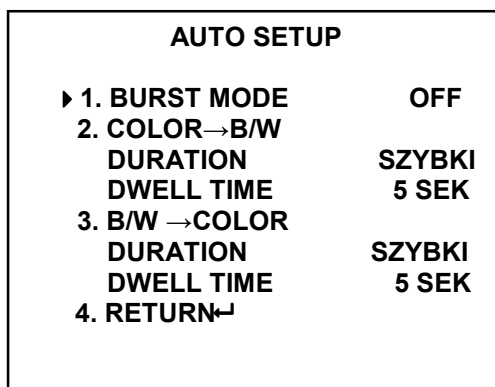 AUTO SETUP
1. BURST MODE OFF
2. COLOR→B/W
DURATION SZYBKI
DWELL TIME 5 SEK
3. B/W →COLOR
DURATION SZYBKI
DWELL TIME 5 SEK
4. RETURN↵